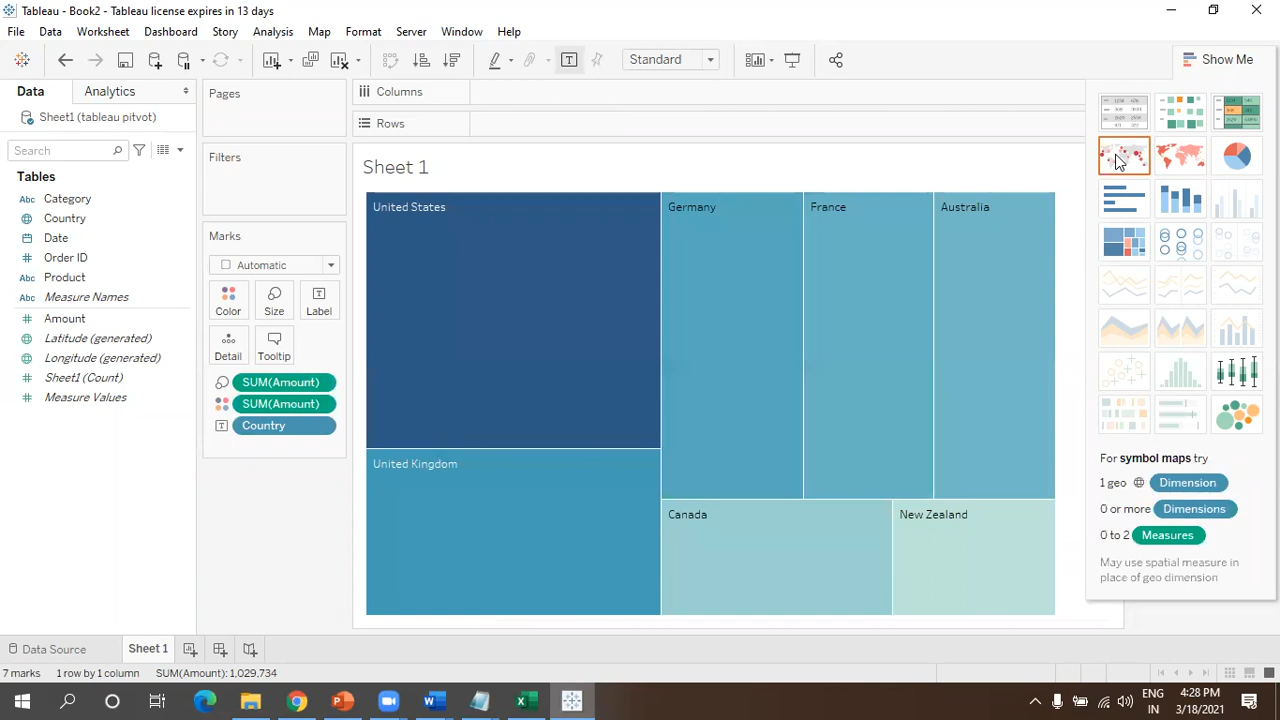 Tableau - Book2 - Tableau license expires in 13 days
File Data Worksheet Dashboard Story Analysis Map Format Server Window Help
Standard
Show Me
Data Analytics
Sheet1 (tableau pitvot)
Search
Tables
Abc Category
Country
Date
# Order ID
Abc Product
Abc Measure Names
# Amount
Latitude (generated)
Longitude (generated)
# Sheet1 (Count)
# Measure Values
Pages
Filters
Marks
Automatic
Color Size Label
Detail Tooltip
SUM(Amount)
SUM(Amount)
Country
Columns
Rows
Sheet 1
United States
Germany
France
Australia
United Kingdom
Canada
New Zealand
For symbol maps try
1 geo Dimension
0 or more Dimensions
0 to 2 Measures
May use spatial measure in
place of geo dimension
Data Source Sheet 1
7 marks 1 row by 1 column SUM(Amount): 1,029.734
ENG
IN
4:28 PM
3/18/2021